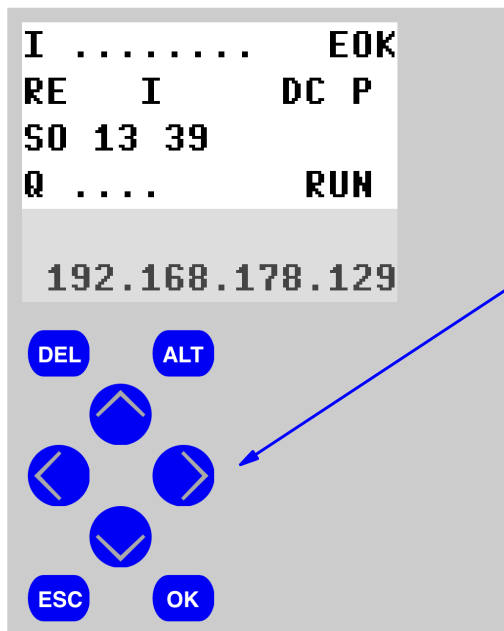 I ........ EOK
RE I DC P
SO 13 39
Q .... RUN
192.168.178.129
DEL ALT
ESC OK